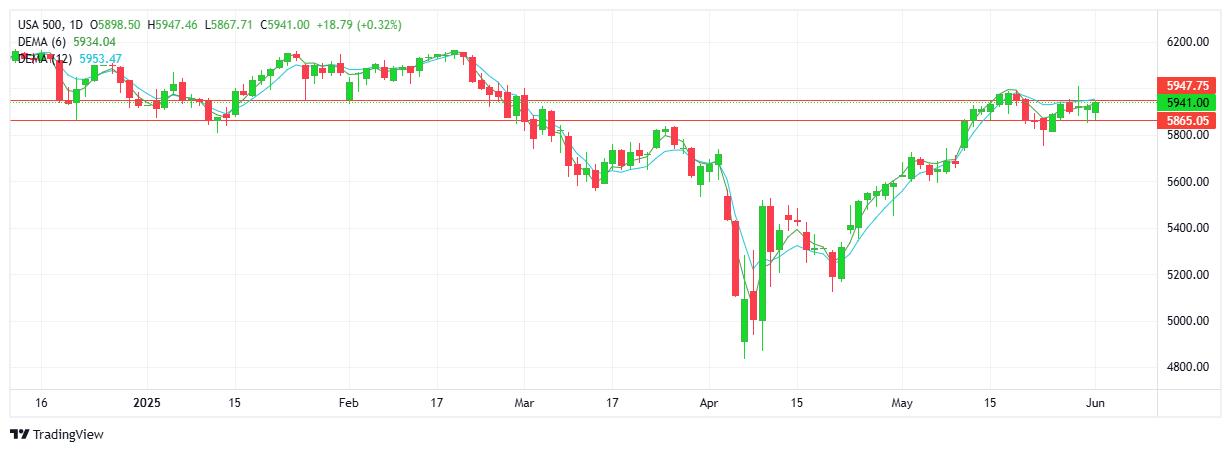 USA 500, 1D O5898.50 H5947.46 L5867.71 C5941.00 +18.79 (+0.32%)
DEMA (6) 5934.04
DEMA (12) 5953.47
6200.00
5947.75
5941.00
5865.05
5800.00
5600.00
5400.00
5200.00
5000.00
4800.00
16 2025 15 Feb 17 Mar 17 Apr 15 May 15 Jun
TradingView